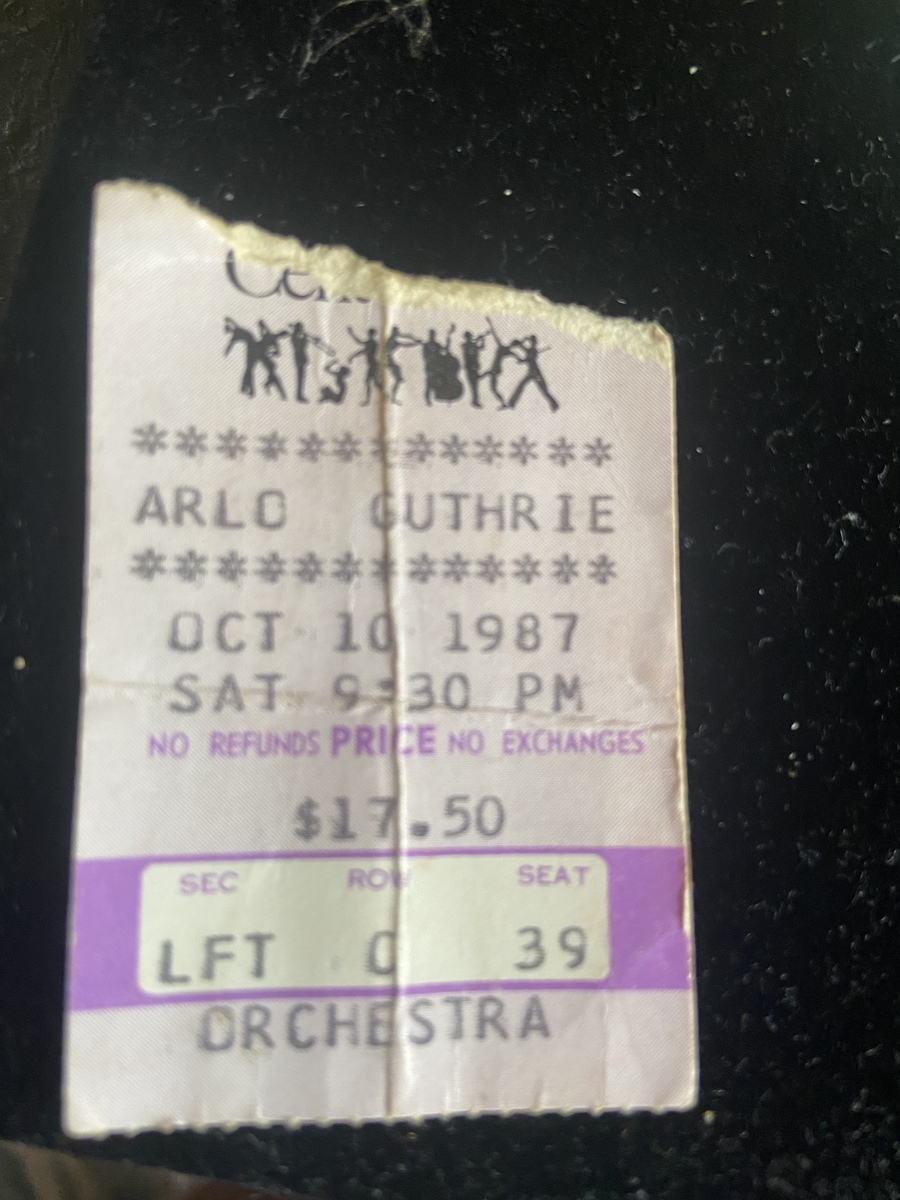 *************
ARLO GUTHRIE
*************
OCT 10 1987
SAT 9:30 PM
NO REFUNDS PRICE NO EXCHANGES
$17.50
SEC ROW SEAT
LFT 39
ORCHESTRA